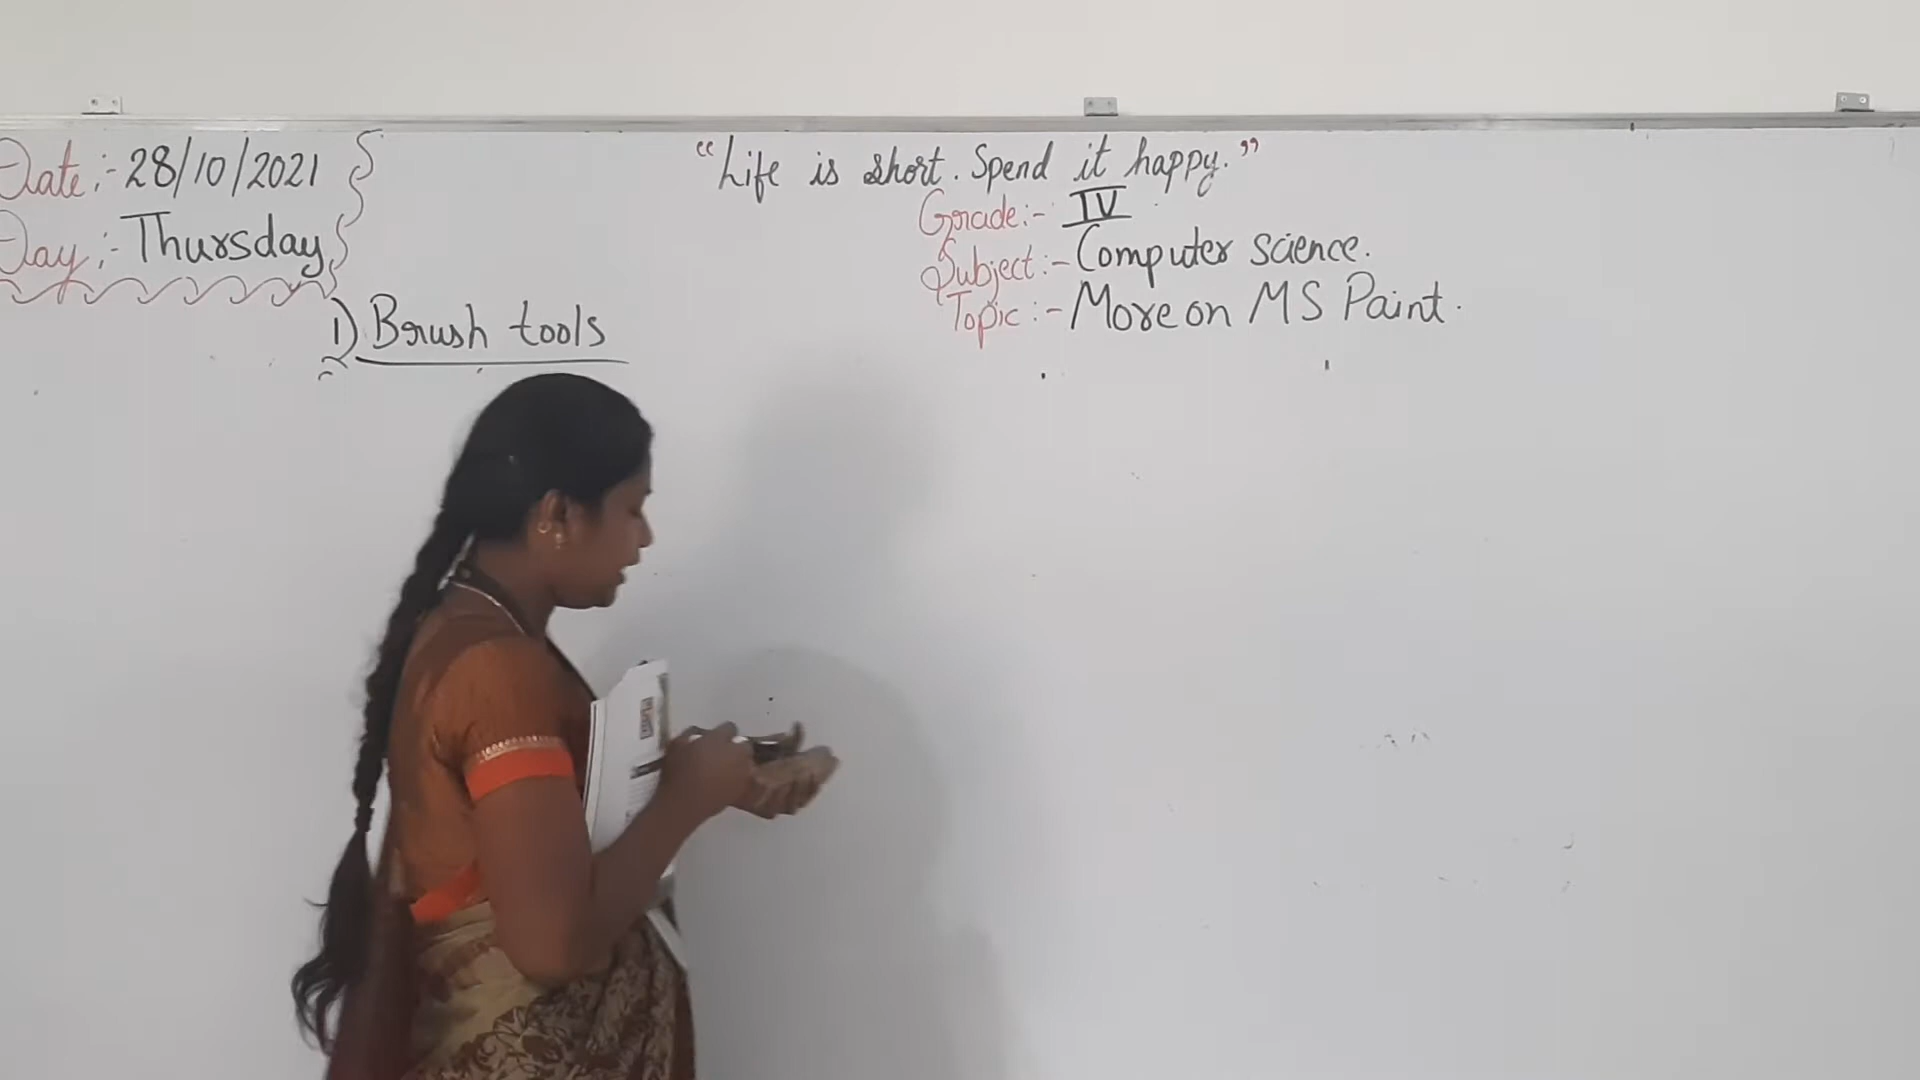 Date:- 28/10/2021
Day:- Thursday
"Life is short. Spend it happy."
Grade:- IV
Subject:- Computer science.
Topic:- More on MS Paint.
1) Brush tools